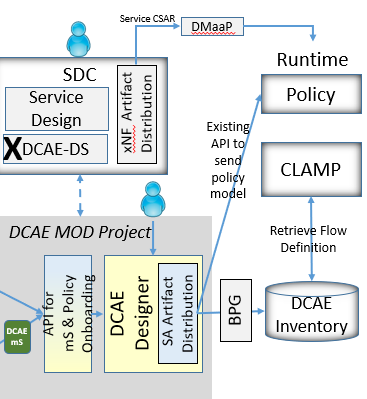 Service CSAR
DMaaP
Runtime
SDC
Service
Design
X DCAE-DS
xNF Artifact
Distribution
Policy
Existing
API to
send
policy
model
CLAMP
DCAE MOD Project
Retrieve Flow
Definition
API for
mS & Policy
Onboarding
DCAE
Designer
SA Artifact
Distribution
BPG
DCAE
Inventory
DCAE
mS